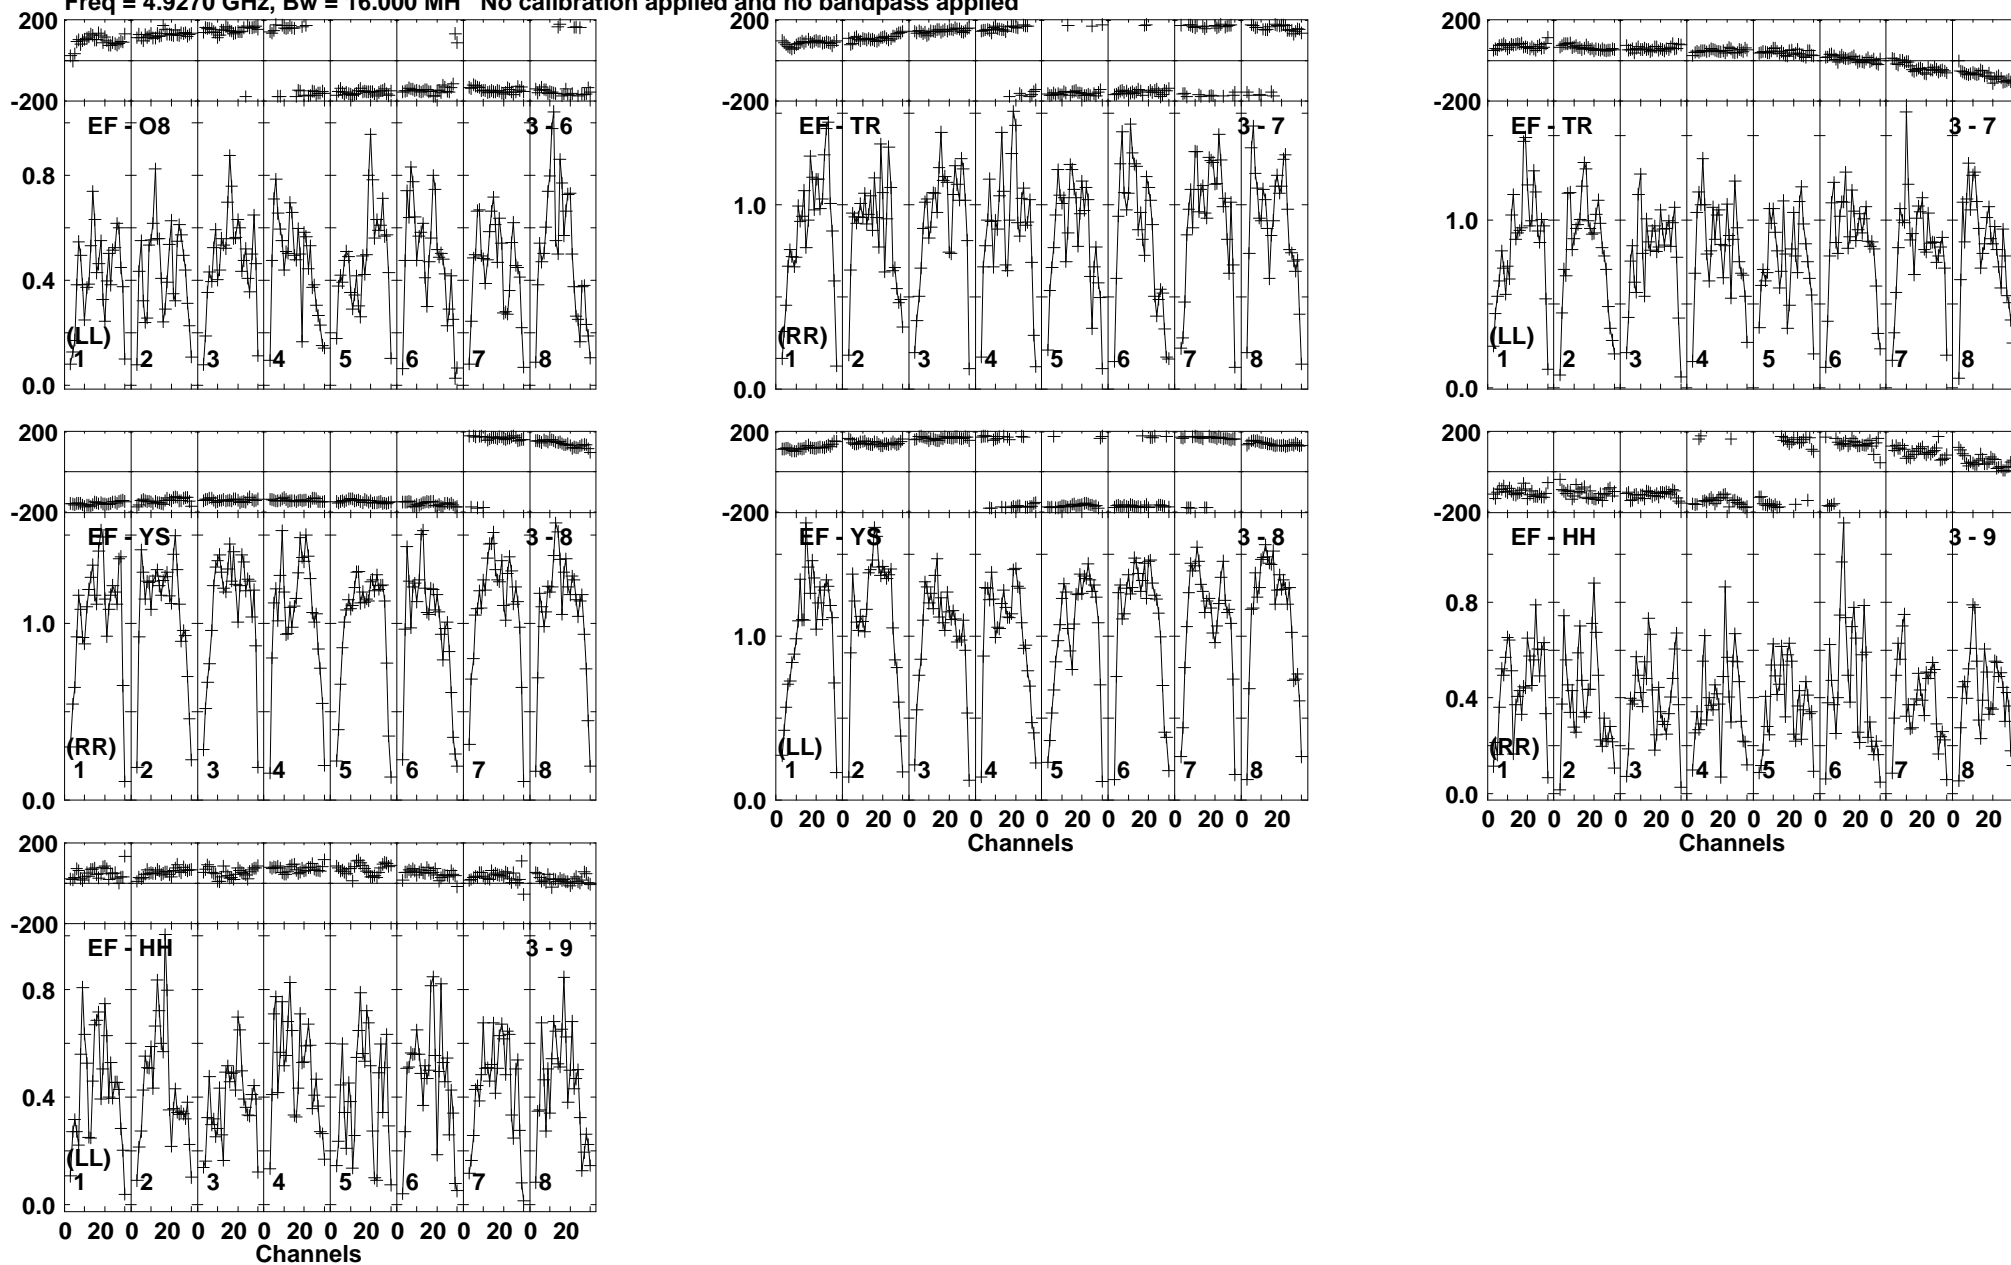 Freq = 4.9270 GHz, Bw = 16.000 MH No calibration applied and no bandpass applied
200 200 200
-200 -200 -200
EF - O8 3 - 6 EF - TR 3 - 7 EF - TR 3 - 7
0.8 1.0 1.0
0.4
(LL) (RR) (LL)
1 2 3 4 5 6 7 8 1 2 3 4 5 6 7 8 1 2 3 4 5 6 7 8
0.0 0.0 0.0
200 200 200
-200 -200 -200
EF - YS 3 - 8 EF - YS 3 - 8 EF - HH 3 - 9
1.0 1.0 0.8
0.4
(RR) (LL) (RR)
1 2 3 4 5 6 7 8 1 2 3 4 5 6 7 8 1 2 3 4 5 6 7 8
0.0 0.0 0.0
0 20 0 20 0 20 0 20 0 20 0 20 0 20 0 20 0 20 0 20 0 20 0 20 0 20 0 20 0 20 0 20
Channels Channels
200
-200
EF - HH 3 - 9
0.8
0.4
(LL)
1 2 3 4 5 6 7 8
0.0
0 20 0 20 0 20 0 20 0 20 0 20 0 20 0 20
Channels